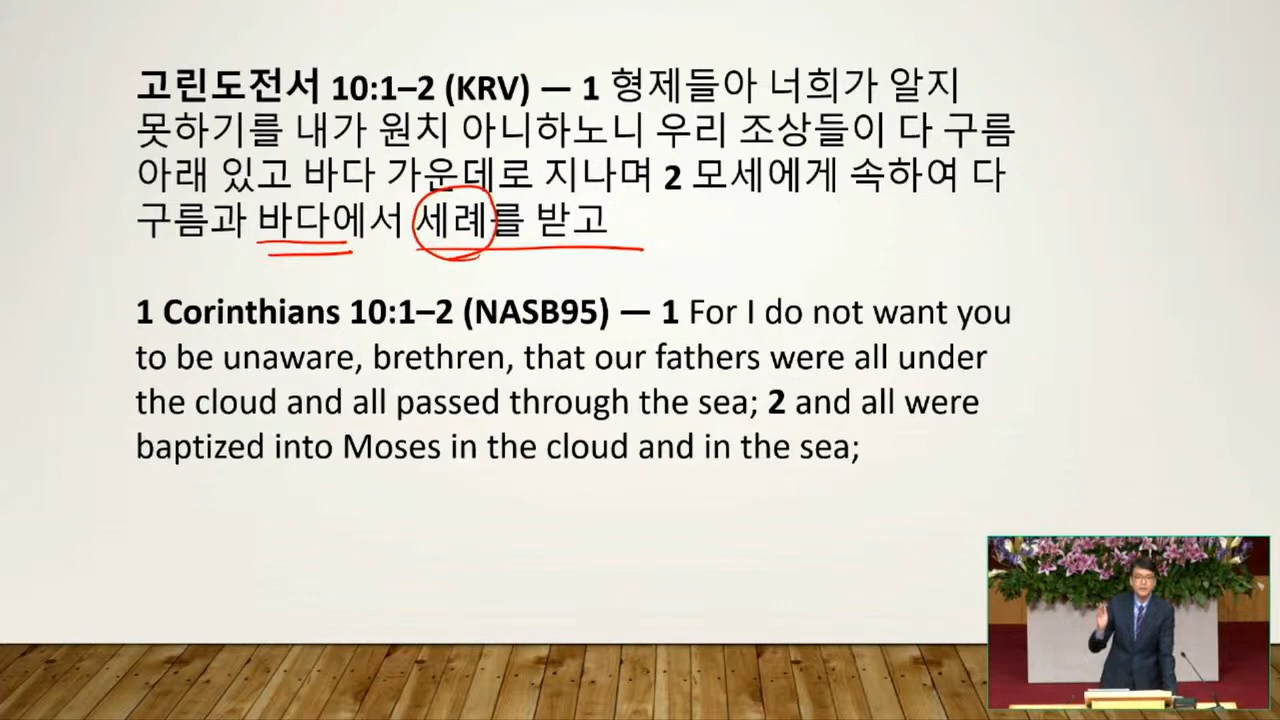 고린도전서 10:1–2 (KRV) — 1 형제들아 너희가 알지
못하기를 내가 원치 아니하노니 우리 조상들이 다 구름
아래 있고 바다 가운데로 지나며 2 모세에게 속하여 다
구름과 바다에서 세례를 받고
1 Corinthians 10:1–2 (NASB95) — 1 For I do not want you
to be unaware, brethren, that our fathers were all under
the cloud and all passed through the sea; 2 and all were
baptized into Moses in the cloud and in the sea;